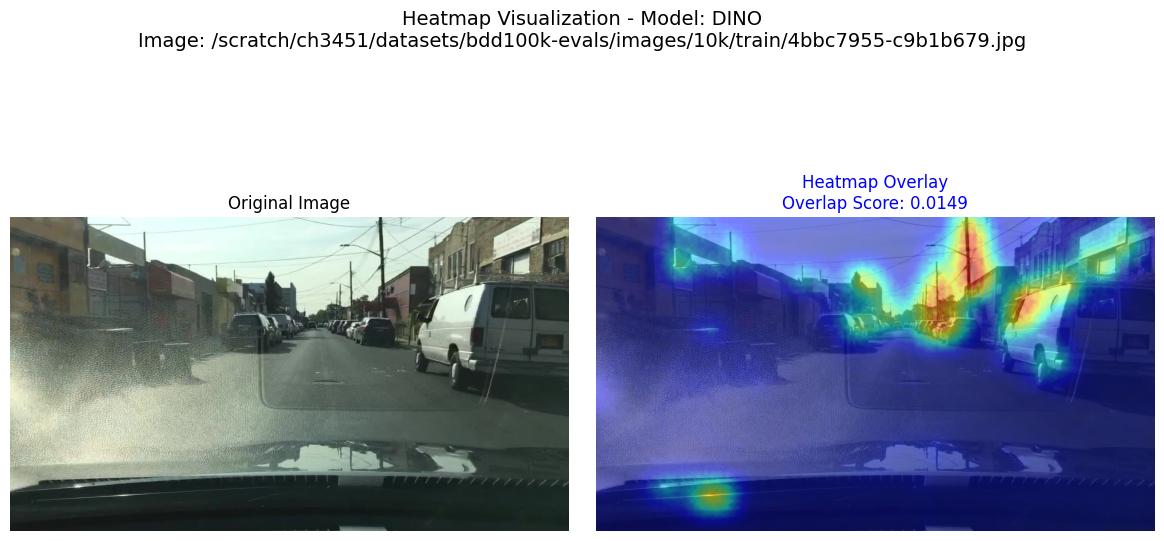 Heatmap Visualization - Model: DINO
Image: /scratch/ch3451/datasets/bdd100k-evals/images/10k/train/4bbc7955-c9b1b679.jpg
Original Image
Heatmap Overlay
Overlap Score: 0.0149